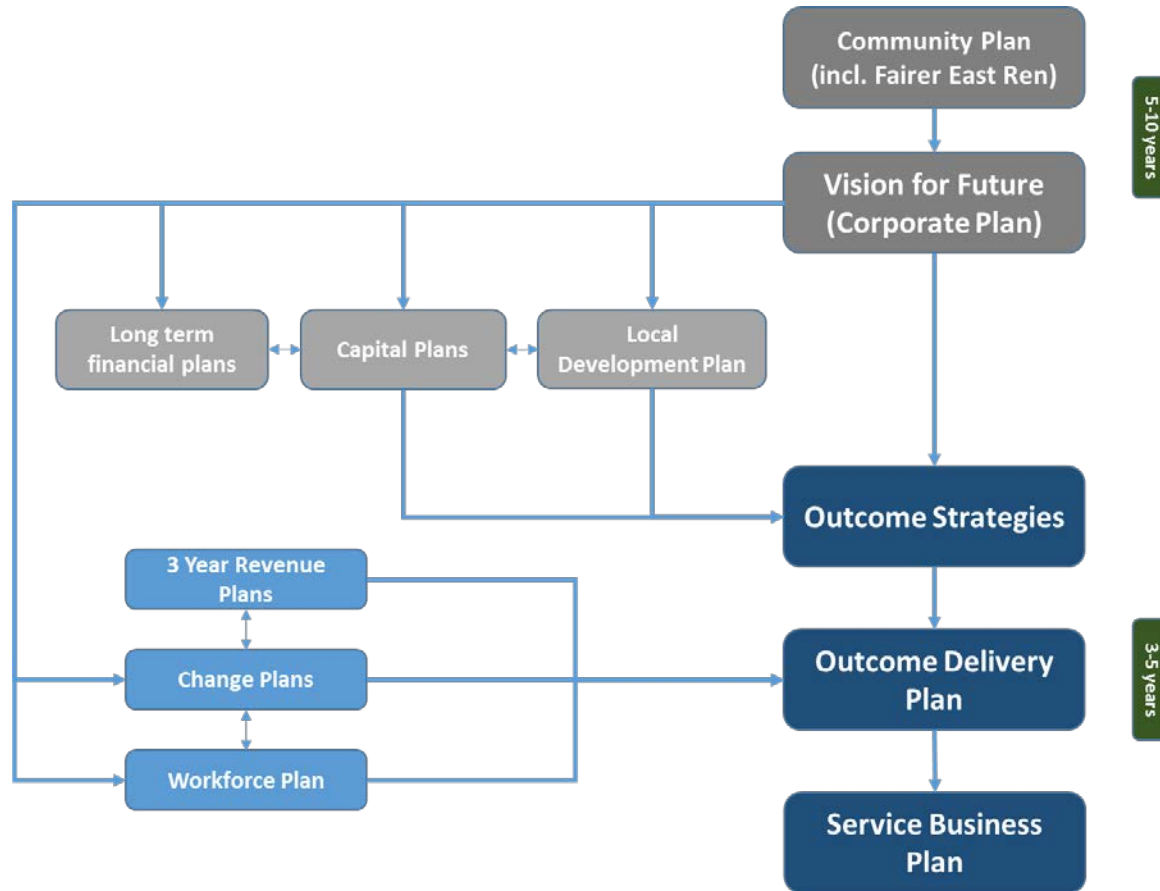 Community Plan
(incl. Fairer East Ren)
5-10 years
Vision for Future
(Corporate Plan)
Long term
financial plans
Capital Plans
Local
Development Plan
Outcome Strategies
3 Year Revenue
Plans
Change Plans
Workforce Plan
Outcome Delivery
Plan
3-5 years
Service Business
Plan